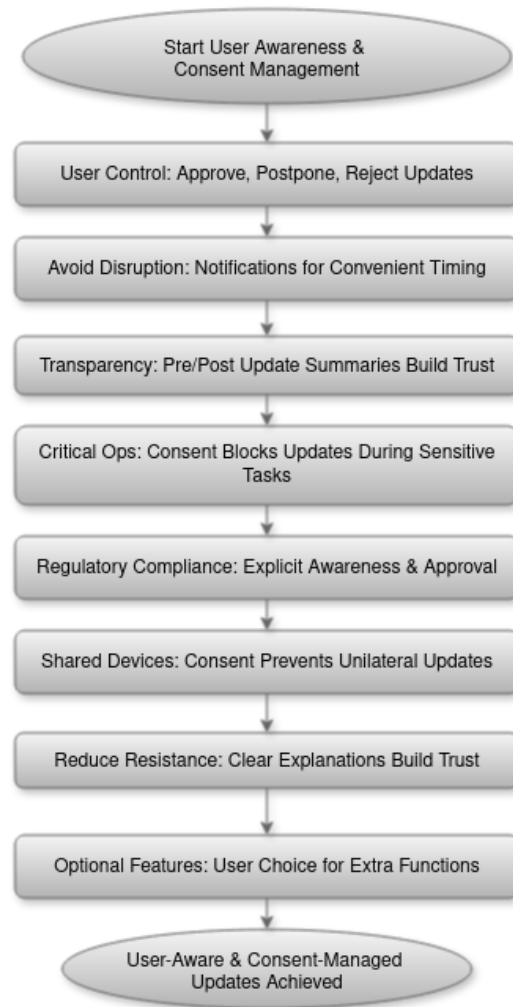 Start User Awareness &
Consent Management
User Control: Approve, Postpone, Reject Updates
Avoid Disruption: Notifications for Convenient Timing
Transparency: Pre/Post Update Summaries Build Trust
Critical Ops: Consent Blocks Updates During Sensitive
Tasks
Regulatory Compliance: Explicit Awareness & Approval
Shared Devices: Consent Prevents Unilateral Updates
Reduce Resistance: Clear Explanations Build Trust
Optional Features: User Choice for Extra Functions
User-Aware & Consent-Managed
Updates Achieved